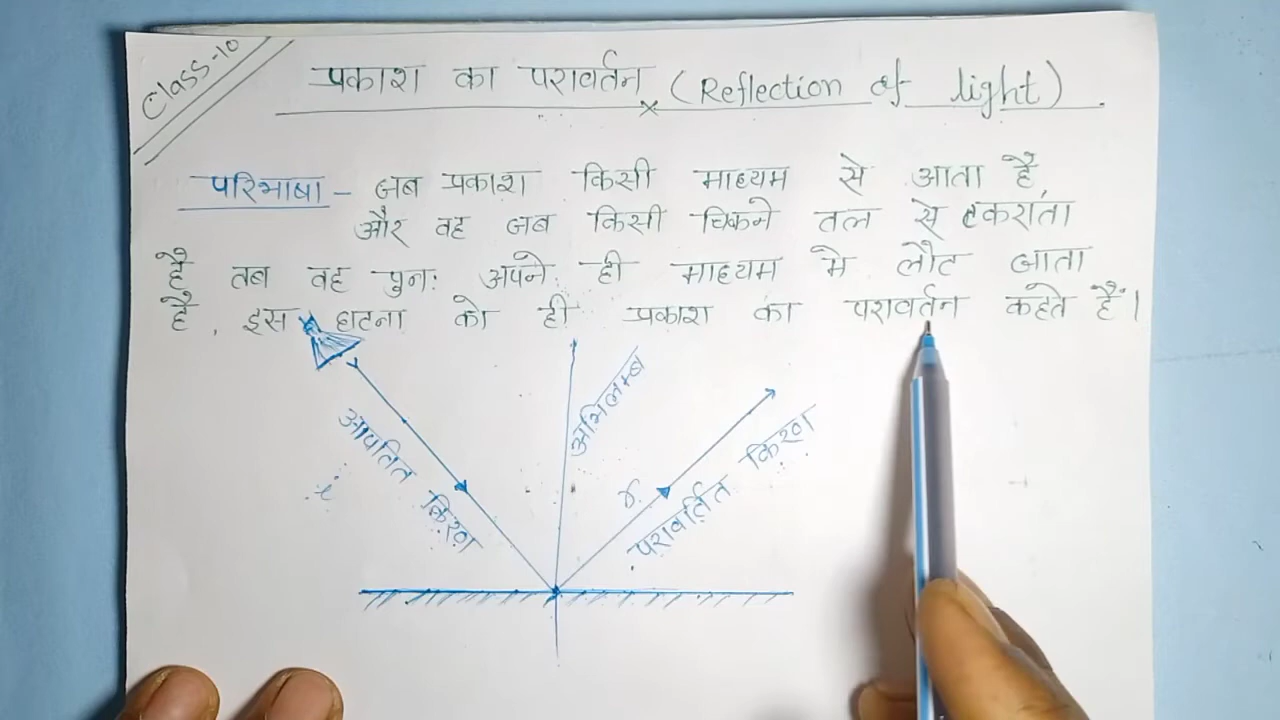 Class-10
प्रकाश का परावर्तन (Reflection of light)
परिभाषा - जब प्रकाश किसी माध्यम से आता है,
और वह जब किसी चिकने तल से टकराता
है तब वह पुनः अपने ही माध्यम मे लौट जाता
है, इस घटना को ही प्रकाश का परावर्तन कहते हैं।
आपतित किरण
अभिलम्ब
परावर्तित किरण
i
r